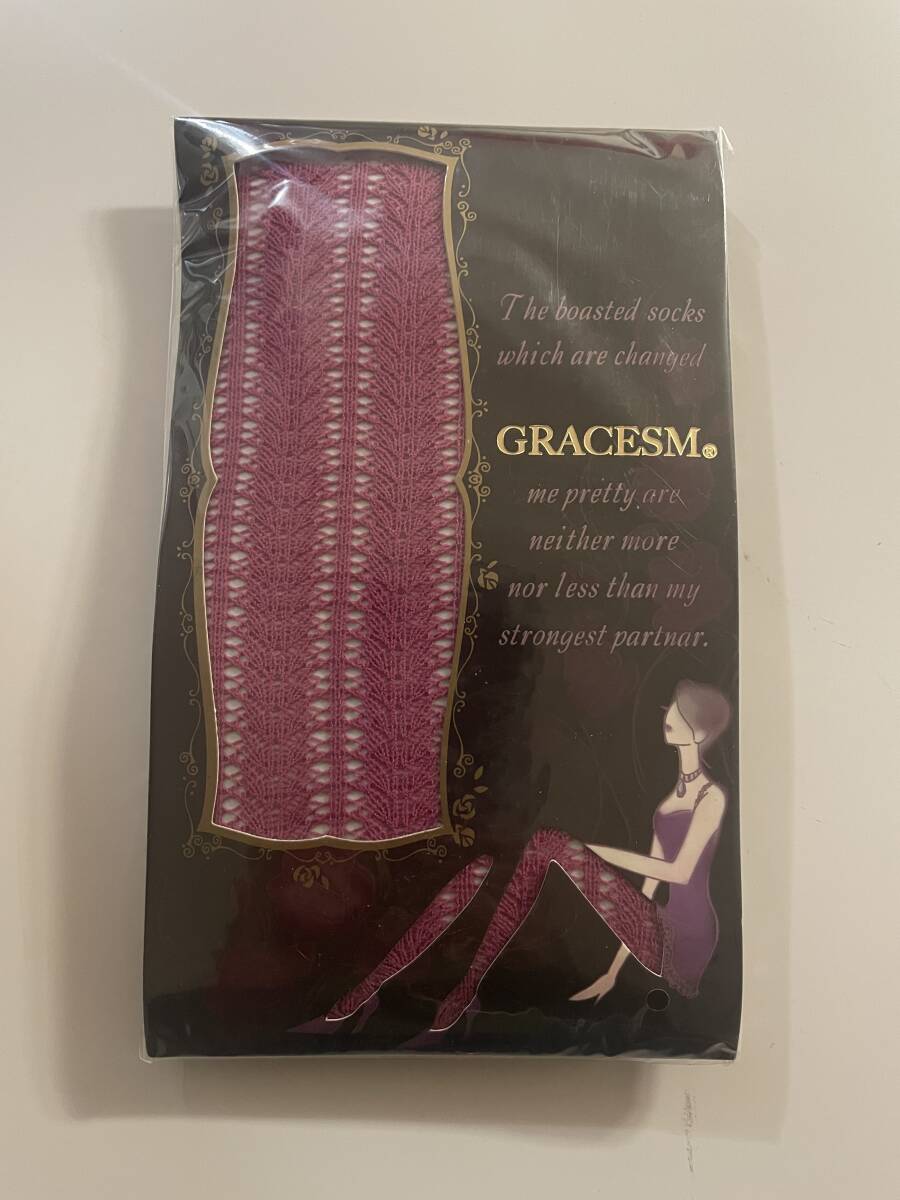 The boasted socks
which are changed
GRACESM®
me pretty are
neither more
nor less than my
strongest partnar.